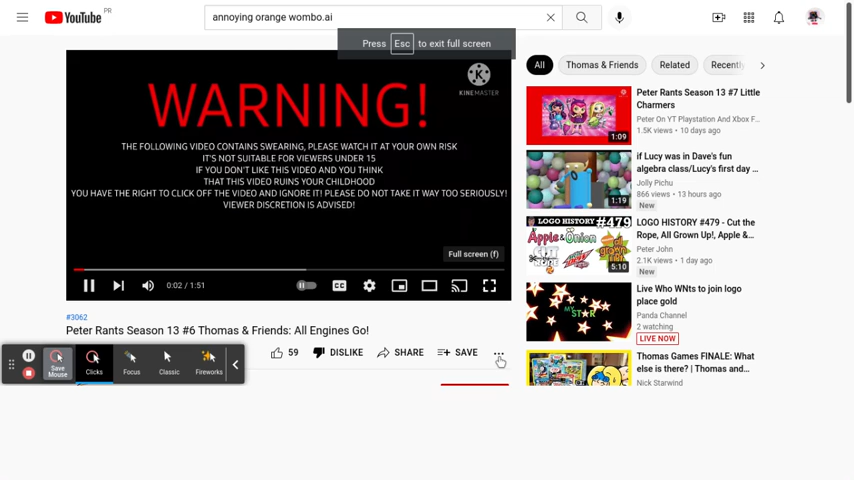 YouTube PR
annoying orange wombo.ai
Press Esc to exit full screen
KINEMASTER
WARNING!
THE FOLLOWING VIDEO CONTAINS SWEARING, PLEASE WATCH IT AT YOUR OWN RISK
IT'S NOT SUITABLE FOR VIEWERS UNDER 15
IF YOU DON'T LIKE THIS VIDEO AND YOU THINK
THAT THIS VIDEO RUINS YOUR CHILDHOOD
YOU HAVE THE RIGHT TO CLICK OFF THE VIDEO AND IGNORE IT! PLEASE DO NOT TAKE IT WAY TOO SERIOUSLY!
VIEWER DISCRETION IS ADVISED!
Full screen (f)
0:02 / 1:51
CC
#3062
Peter Rants Season 13 #6 Thomas & Friends: All Engines Go!
59 DISLIKE SHARE SAVE
Save Mouse
Clicks
Focus
Classic
Fireworks
All Thomas & Friends Related Recently
Peter Rants Season 13 #7 Little
Charmers
Peter On YT Playstation And Xbox F...
1.5K views • 10 days ago
1:09
if Lucy was in Dave's fun
algebra class/Lucy's first day ...
Jolly Pichu
866 views • 13 hours ago
New
1:19
LOGO HISTORY #479
Apple & Onion
LOGO HISTORY #479 - Cut the
Rope, All Grown Up!, Apple &...
Peter John
2.1K views • 1 day ago
New
5:10
MY STAR
Live Who WNts to join logo
place gold
Panda Channel
2 watching
LIVE NOW
Thomas Games FINALE: What
else is there? | Thomas and...
Nick Starwind